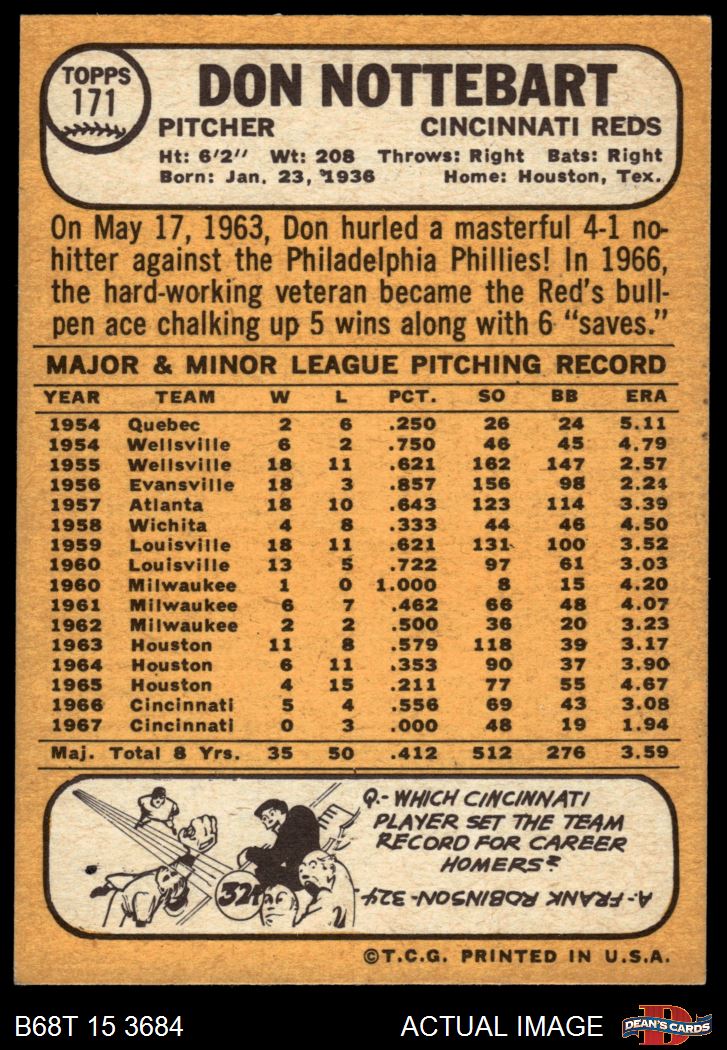 TOPPS
171
DON NOTTEBART
PITCHER CINCINNATI REDS
Ht: 6'2" Wt: 208 Throws: Right Bats: Right
Born: Jan. 23, 1936 Home: Houston, Tex.
On May 17, 1963, Don hurled a masterful 4-1 no-
hitter against the Philadelphia Phillies! In 1966,
the hard-working veteran became the Red's bull-
pen ace chalking up 5 wins along with 6 "saves."
MAJOR & MINOR LEAGUE PITCHING RECORD
YEAR TEAM W L PCT. SO BB ERA
1954 Quebec 2 6 .250 26 24 5.11
1954 Wellsville 6 2 .750 46 45 4.79
1955 Wellsville 18 11 .621 162 147 2.57
1956 Evansville 18 3 .857 156 98 2.24
1957 Atlanta 18 10 .643 123 114 3.39
1958 Wichita 4 8 .333 44 46 4.50
1959 Louisville 18 11 .621 131 100 3.52
1960 Louisville 13 5 .722 97 61 3.03
1960 Milwaukee 1 0 1.000 8 15 4.20
1961 Milwaukee 6 7 .462 66 48 4.07
1962 Milwaukee 2 2 .500 36 20 3.23
1963 Houston 11 8 .579 118 39 3.17
1964 Houston 6 11 .353 90 37 3.90
1965 Houston 4 15 .211 77 55 4.67
1966 Cincinnati 5 4 .556 69 43 3.08
1967 Cincinnati 0 3 .000 48 19 1.94
Maj. Total 8 Yrs. 35 50 .412 512 276 3.59
Q.- WHICH CINCINNATI
PLAYER SET THE TEAM
RECORD FOR CAREER
HOMERS?
A.- FRANK ROBINSON - 324
324
©T.C.G. PRINTED IN U.S.A.
B68T 15 3684 ACTUAL IMAGE
D
DEAN'S CARDS